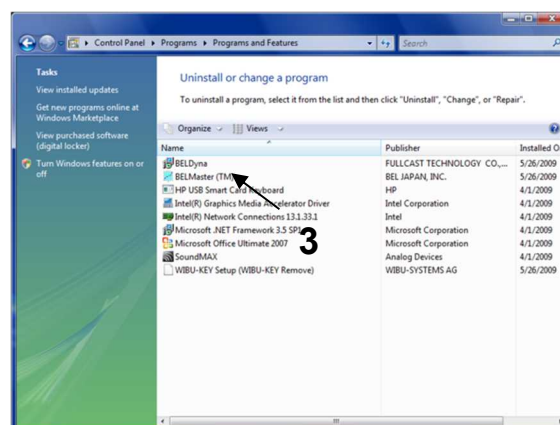 Control Panel ▸ Programs ▸ Programs and Features
Search
Tasks
View installed updates
Get new programs online at
Windows Marketplace
View purchased software
(digital locker)
Turn Windows features on or
off
Uninstall or change a program
To uninstall a program, select it from the list and then click "Uninstall", "Change", or "Repair".
Organize Views
Name Publisher Installed O
BELDyna FULLCAST TECHNOLOGY CO.,... 5/26/2009
BELMaster (TM) BEL JAPAN, INC. 5/26/2009
HP USB Smart Card Keyboard HP 4/1/2009
Intel(R) Graphics Media Accelerator Driver Intel Corporation 4/1/2009
Intel(R) Network Connections 13.1.33.1 Intel 4/1/2009
Microsoft .NET Framework 3.5 SP1 Microsoft Corporation 4/1/2009
3
Microsoft Office Ultimate 2007 Microsoft Corporation 4/1/2009
SoundMAX Analog Devices 4/1/2009
WIBU-KEY Setup (WIBU-KEY Remove) WIBU-SYSTEMS AG 5/26/2009